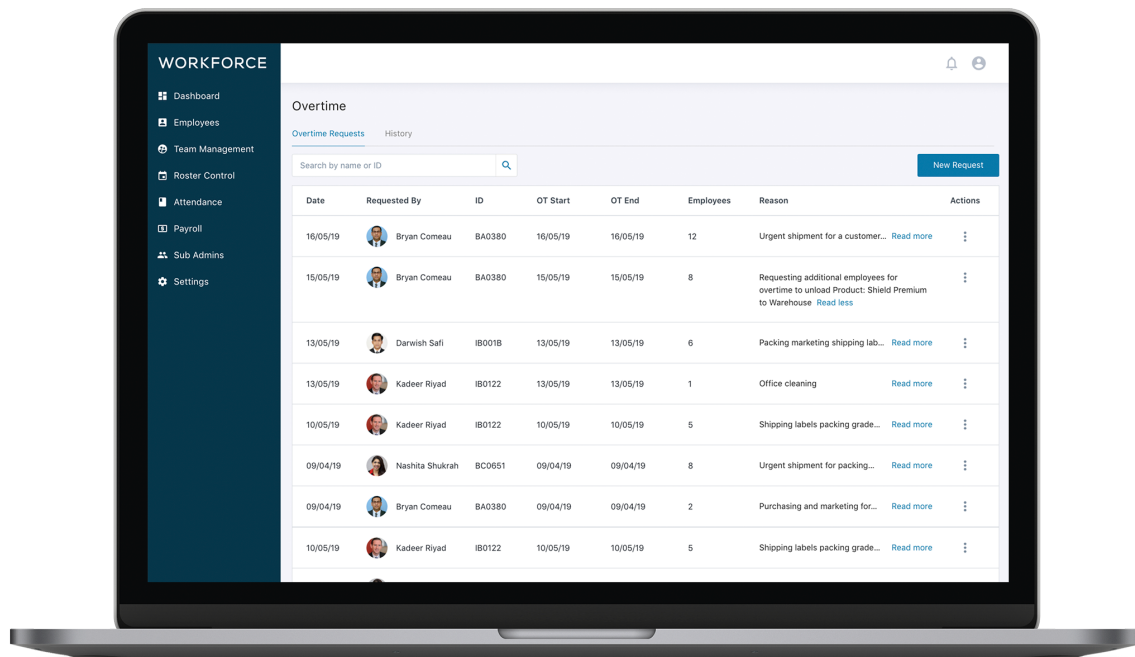 WORKFORCE
Dashboard
Employees
Team Management
Roster Control
Attendance
Payroll
Sub Admins
Settings
Overtime
Overtime Requests History
Search by name or ID
New Request
Date Requested By ID OT Start OT End Employees Reason Actions
16/05/19 Bryan Comeau BA0380 16/05/19 16/05/19 12 Urgent shipment for a customer... Read more
15/05/19 Bryan Comeau BA0380 15/05/19 15/05/19 8 Requesting additional employees for
overtime to unload Product: Shield Premium
to Warehouse Read less
13/05/19 Darwish Safi IB001B 13/05/19 13/05/19 6 Packing marketing shipping lab... Read more
13/05/19 Kadeer Riyad IB0122 13/05/19 13/05/19 1 Office cleaning Read more
10/05/19 Kadeer Riyad IB0122 10/05/19 10/05/19 5 Shipping labels packing grade... Read more
09/04/19 Nashita Shukrah BC0651 09/04/19 09/04/19 8 Urgent shipment for packing... Read more
09/04/19 Bryan Comeau BA0380 09/04/19 09/04/19 2 Purchasing and marketing for... Read more
10/05/19 Kadeer Riyad IB0122 10/05/19 10/05/19 5 Shipping labels packing grade... Read more